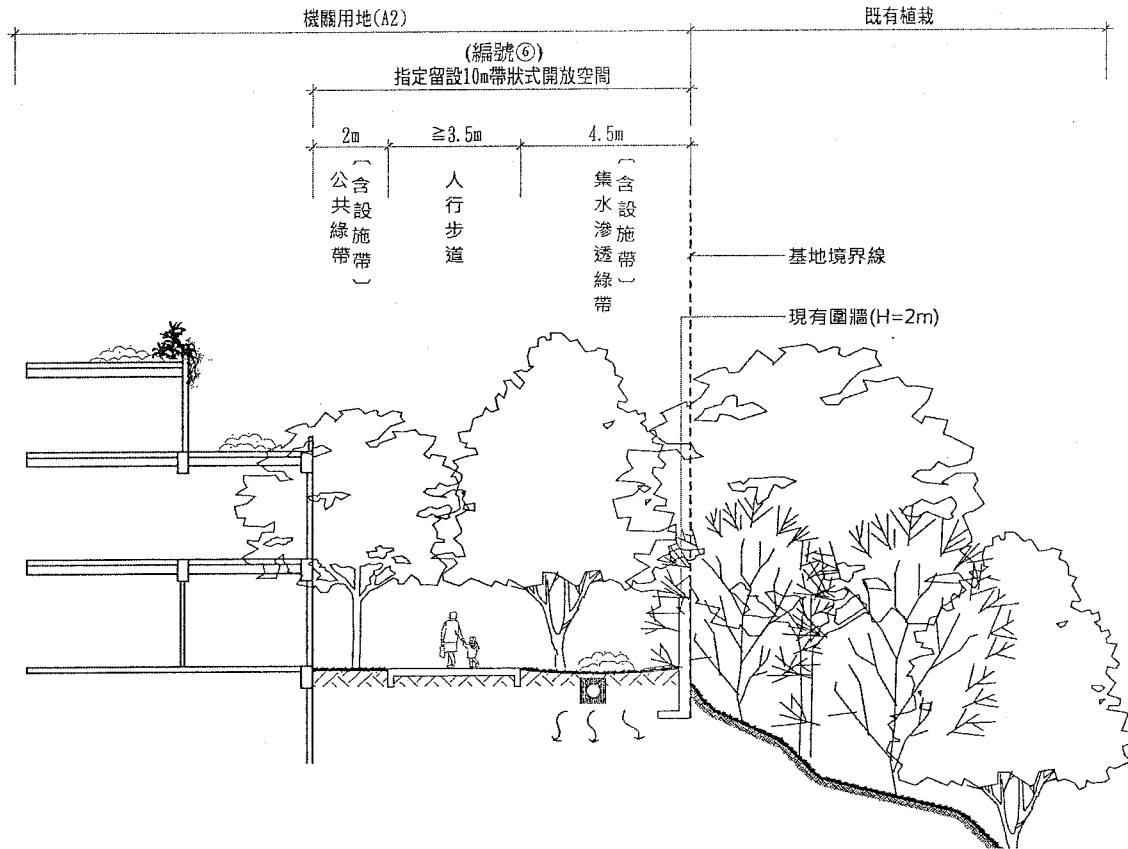 機關用地(A2)
既有植栽
(編號⑥)
指定留設10m帶狀式開放空間
2m
≧3.5m
4.5m
公共綠帶
(含設施帶)
人行步道
集水滲透綠帶
(含設施帶)
基地境界線
現有圍牆(H=2m)